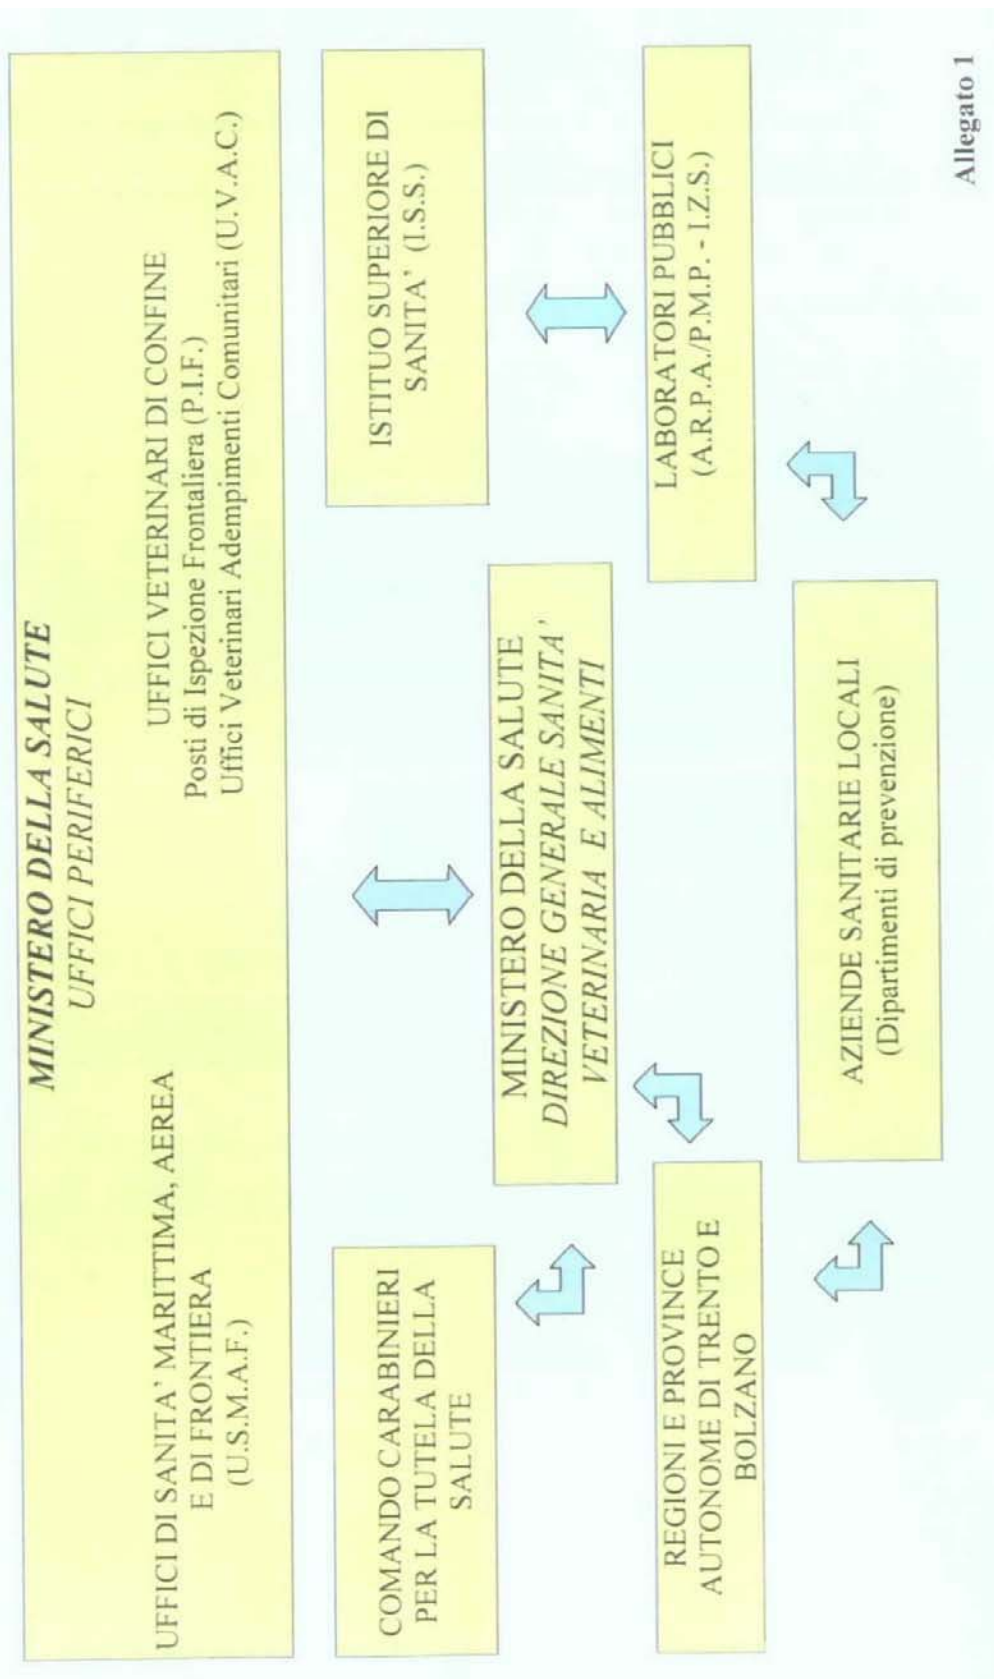 MINISTERO DELLA SALUTE
UFFICI PERIFERICI
UFFICI DI SANITA' MARITTIMA, AEREA
E DI FRONTIERA
(U.S.M.A.F.)
UFFICI VETERINARI DI CONFINE
Posti di Ispezione Frontaliera (P.I.F.)
Uffici Veterinari Adempimenti Comunitari (U.V.A.C.)
COMANDO CARABINIERI
PER LA TUTELA DELLA
SALUTE
ISTITUO SUPERIORE DI
SANITA' (I.S.S.)
MINISTERO DELLA SALUTE
DIREZIONE GENERALE SANITA'
VETERINARIA E ALIMENTI
REGIONI E PROVINCE
AUTONOME DI TRENTO E
BOLZANO
LABORATORI PUBBLICI
(A.R.P.A./P.M.P. - I.Z.S.)
AZIENDE SANITARIE LOCALI
(Dipartimenti di prevenzione)
Allegato 1